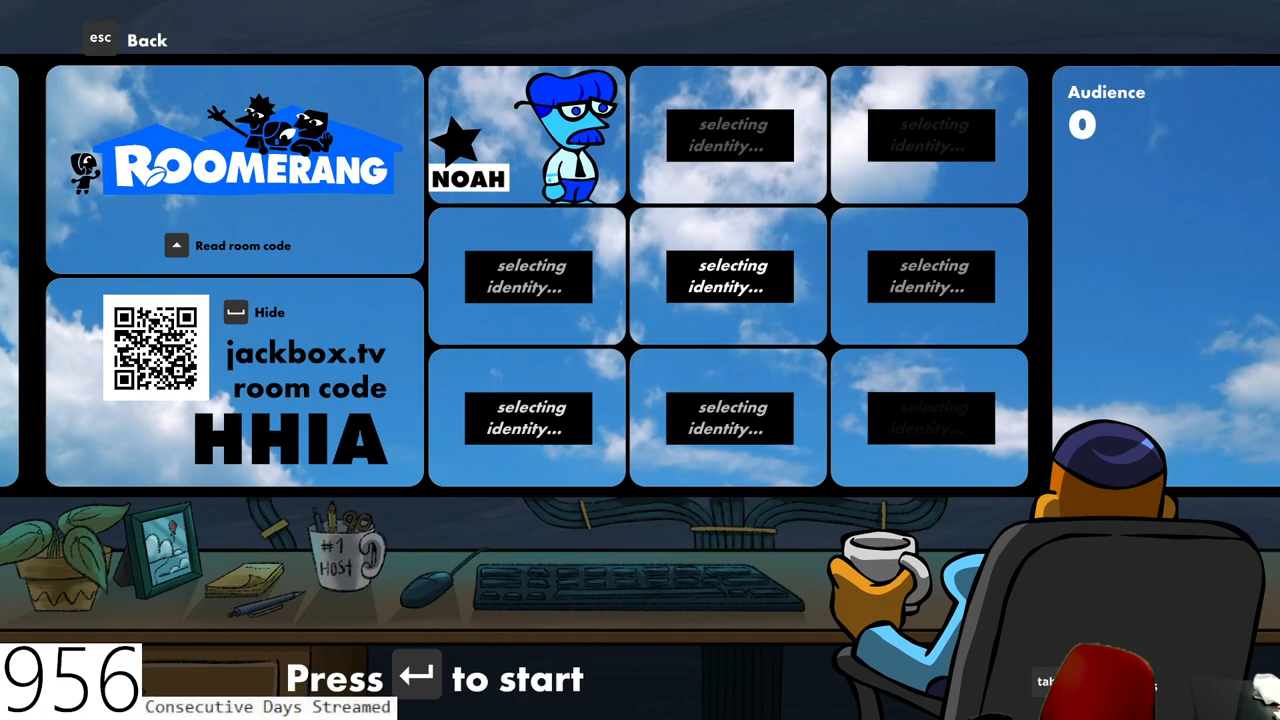 esc Back
ROOMERANG
Read room code
Hide
jackbox.tv
room code
HHIA
NOAH
selecting
identity...
selecting
identity...
selecting
identity...
selecting
identity...
selecting
identity...
selecting
identity...
selecting
identity...
selecting
identity...
Audience
0
#1
HOST
Press to start
956
Consecutive Days Streamed